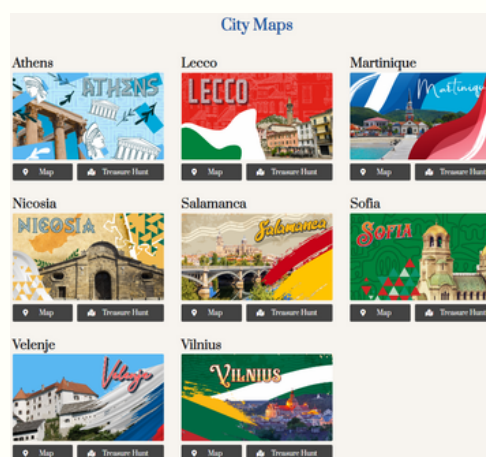 City Maps
Athens
Lecco
Martinique
ATHENS
LECCO
Martinique
Map
Treasure Hunt
Map
Treasure Hunt
Map
Treasure Hunt
Nicosia
Salamanca
Sofia
NICOSIA
Salamanca
SOFIA
Map
Treasure Hunt
Map
Treasure Hunt
Map
Treasure Hunt
Velenje
Vilnius
Velenje
VILNIUS
Map
Treasure Hunt
Map
Treasure Hunt